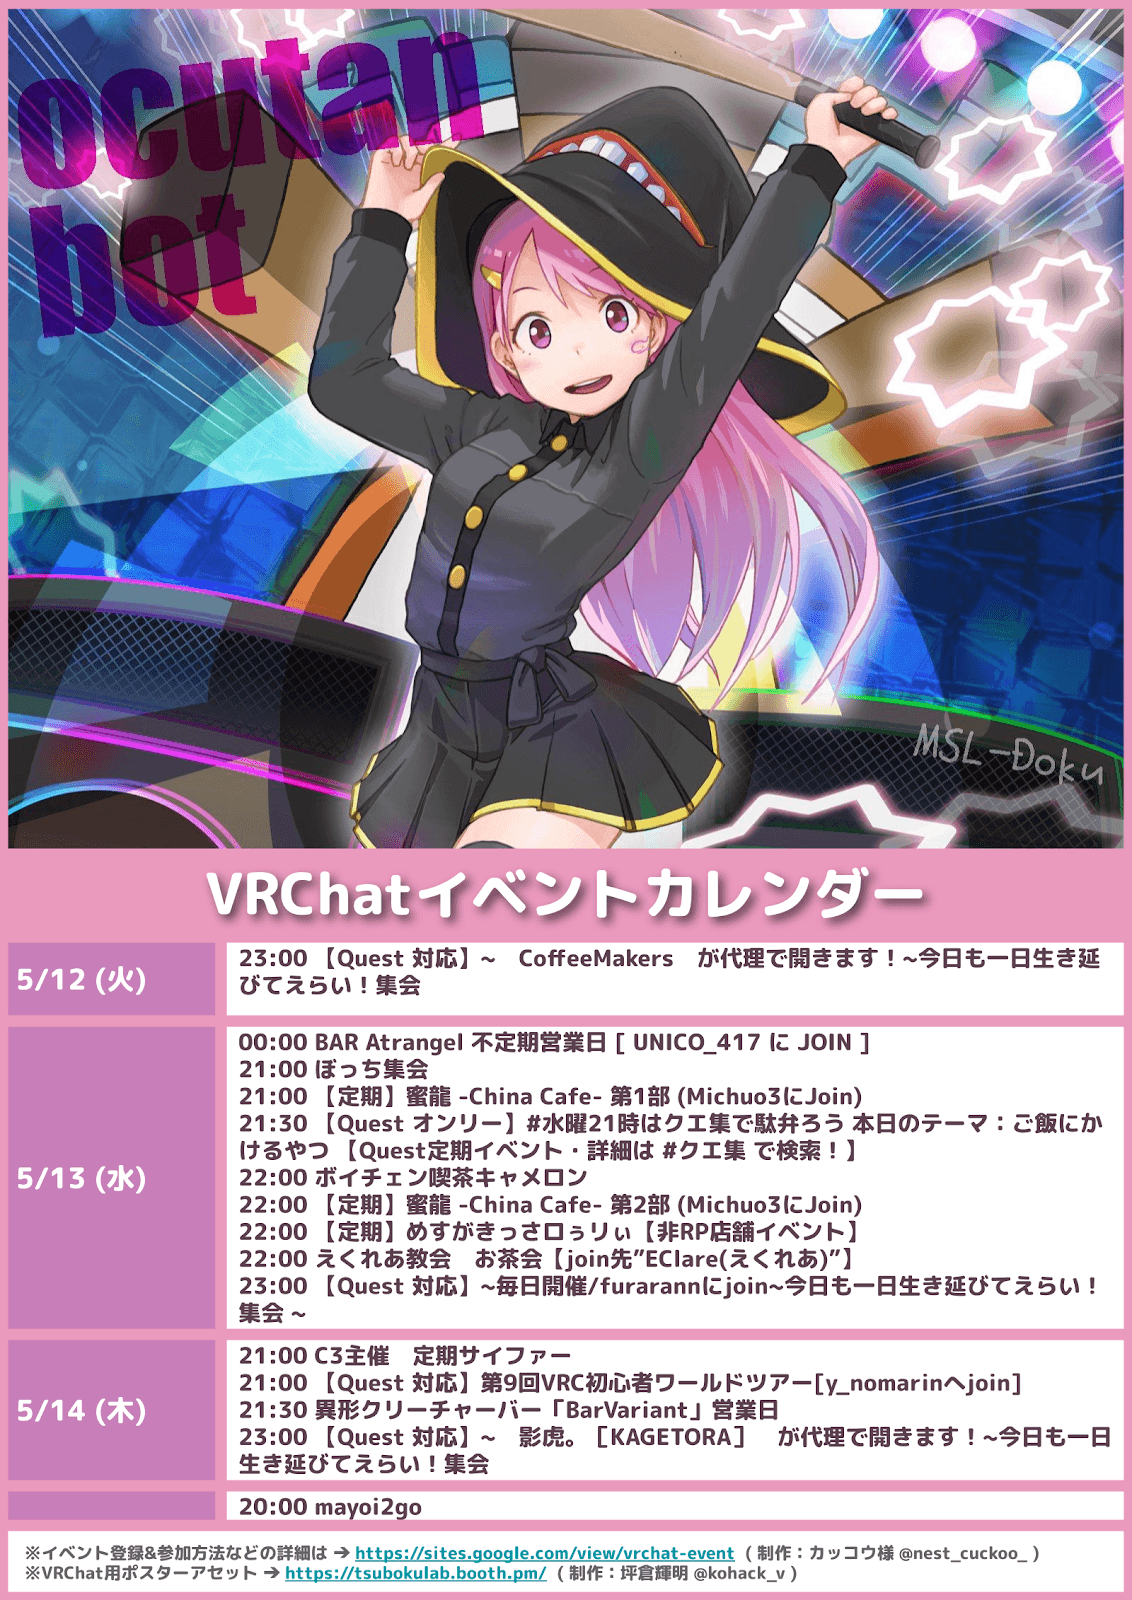 ocutan
bot
MSL-Doku
VRChatイベントカレンダー
5/12 (火)
23:00 【Quest 対応】~　CoffeeMakers　が代理で開きます！~今日も一日生き延
びてえらい！集会
5/13 (水)
00:00 BAR Atrangel 不定期営業日 [ UNICO_417 に JOIN ]
21:00 ぼっち集会
21:00 【定期】蜜龍 -China Cafe- 第1部 (Michuo3にJoin)
21:30 【Quest オンリー】#水曜21時はクエ集で駄弁ろう 本日のテーマ：ご飯にか
けるやつ 【Quest定期イベント・詳細は #クエ集 で検索！】
22:00 ボイチェン喫茶キャメロン
22:00 【定期】蜜龍 -China Cafe- 第2部 (Michuo3にJoin)
22:00 【定期】めすがきっさロぅリぃ【非RP店舗イベント】
22:00 えくれあ教会　お茶会【join先”EClare(えくれあ)”】
23:00 【Quest 対応】~毎日開催/furarannにjoin~今日も一日生き延びてえらい！
集会 ~
5/14 (木)
21:00 C3主催　定期サイファー
21:00 【Quest 対応】第9回VRC初心者ワールドツアー[y_nomarinへjoin]
21:30 異形クリーチャーバー「BarVariant」営業日
23:00 【Quest 対応】~　影虎。［KAGETORA］　が代理で開きます！~今日も一日
生き延びてえらい！集会
20:00 mayoi2go
※イベント登録&参加方法などの詳細は ➔ https://sites.google.com/view/vrchat-event （ 制作：カッコウ様 @nest_cuckoo_ ）
※VRChat用ポスターアセット ➔ https://tsubokulab.booth.pm/ （ 制作：坪倉輝明 @kohack_v ）